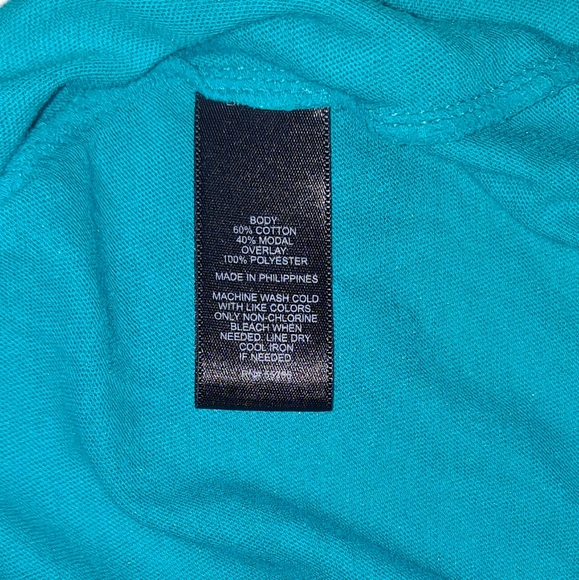 BODY:
60% COTTON
40% MODAL
OVERLAY:
100% POLYESTER
MADE IN PHILIPPINES
MACHINE WASH COLD
WITH LIKE COLORS.
ONLY NON-CHLORINE
BLEACH WHEN
NEEDED. LINE DRY.
COOL IRON
IF NEEDED.
RN#